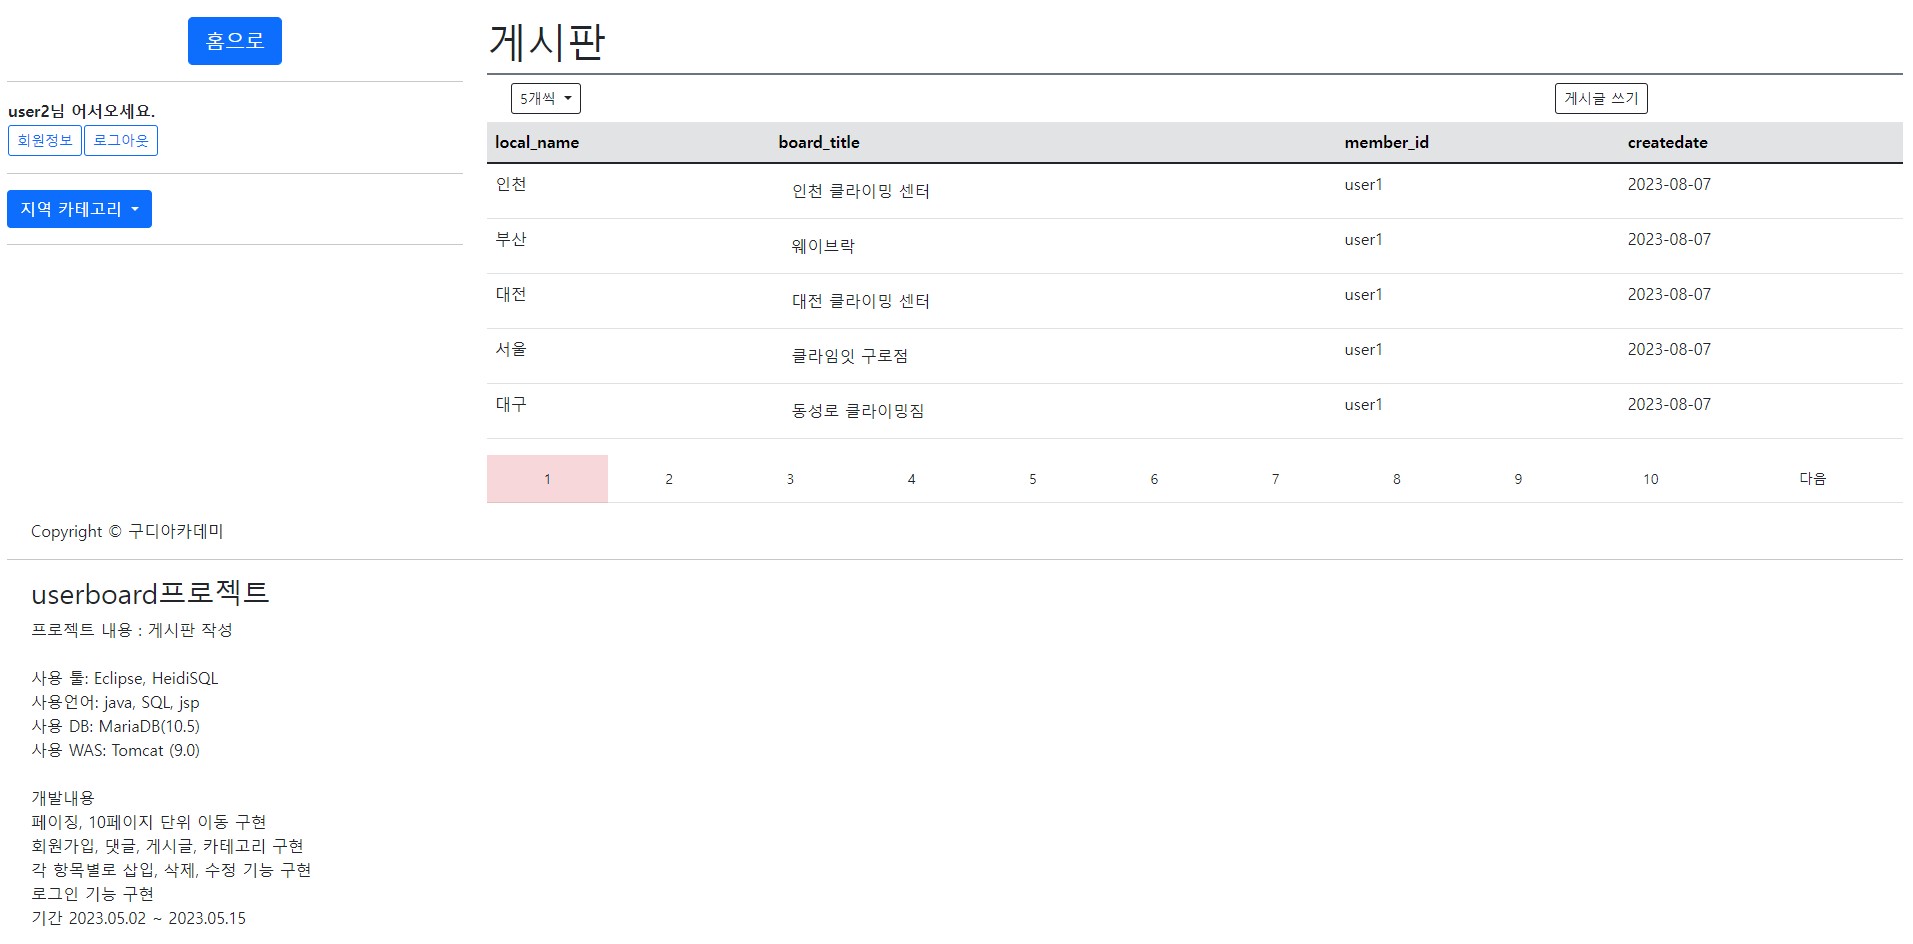 홈으로
user2님 어서오세요.
회원정보 로그아웃
지역 카테고리
게시판
5개씩 게시글 쓰기
local_name board_title member_id createdate
인천 인천 클라이밍 센터 user1 2023-08-07
부산 웨이브락 user1 2023-08-07
대전 대전 클라이밍 센터 user1 2023-08-07
서울 클라임잇 구로점 user1 2023-08-07
대구 동성로 클라이밍짐 user1 2023-08-07
1 2 3 4 5 6 7 8 9 10 다음
Copyright © 구디아카데미
userboard프로젝트
프로젝트 내용 : 게시판 작성
사용 툴: Eclipse, HeidiSQL
사용언어: java, SQL, jsp
사용 DB: MariaDB(10.5)
사용 WAS: Tomcat (9.0)
개발내용
페이징, 10페이지 단위 이동 구현
회원가입, 댓글, 게시글, 카테고리 구현
각 항목별로 삽입, 삭제, 수정 기능 구현
로그인 기능 구현
기간 2023.05.02 ~ 2023.05.15